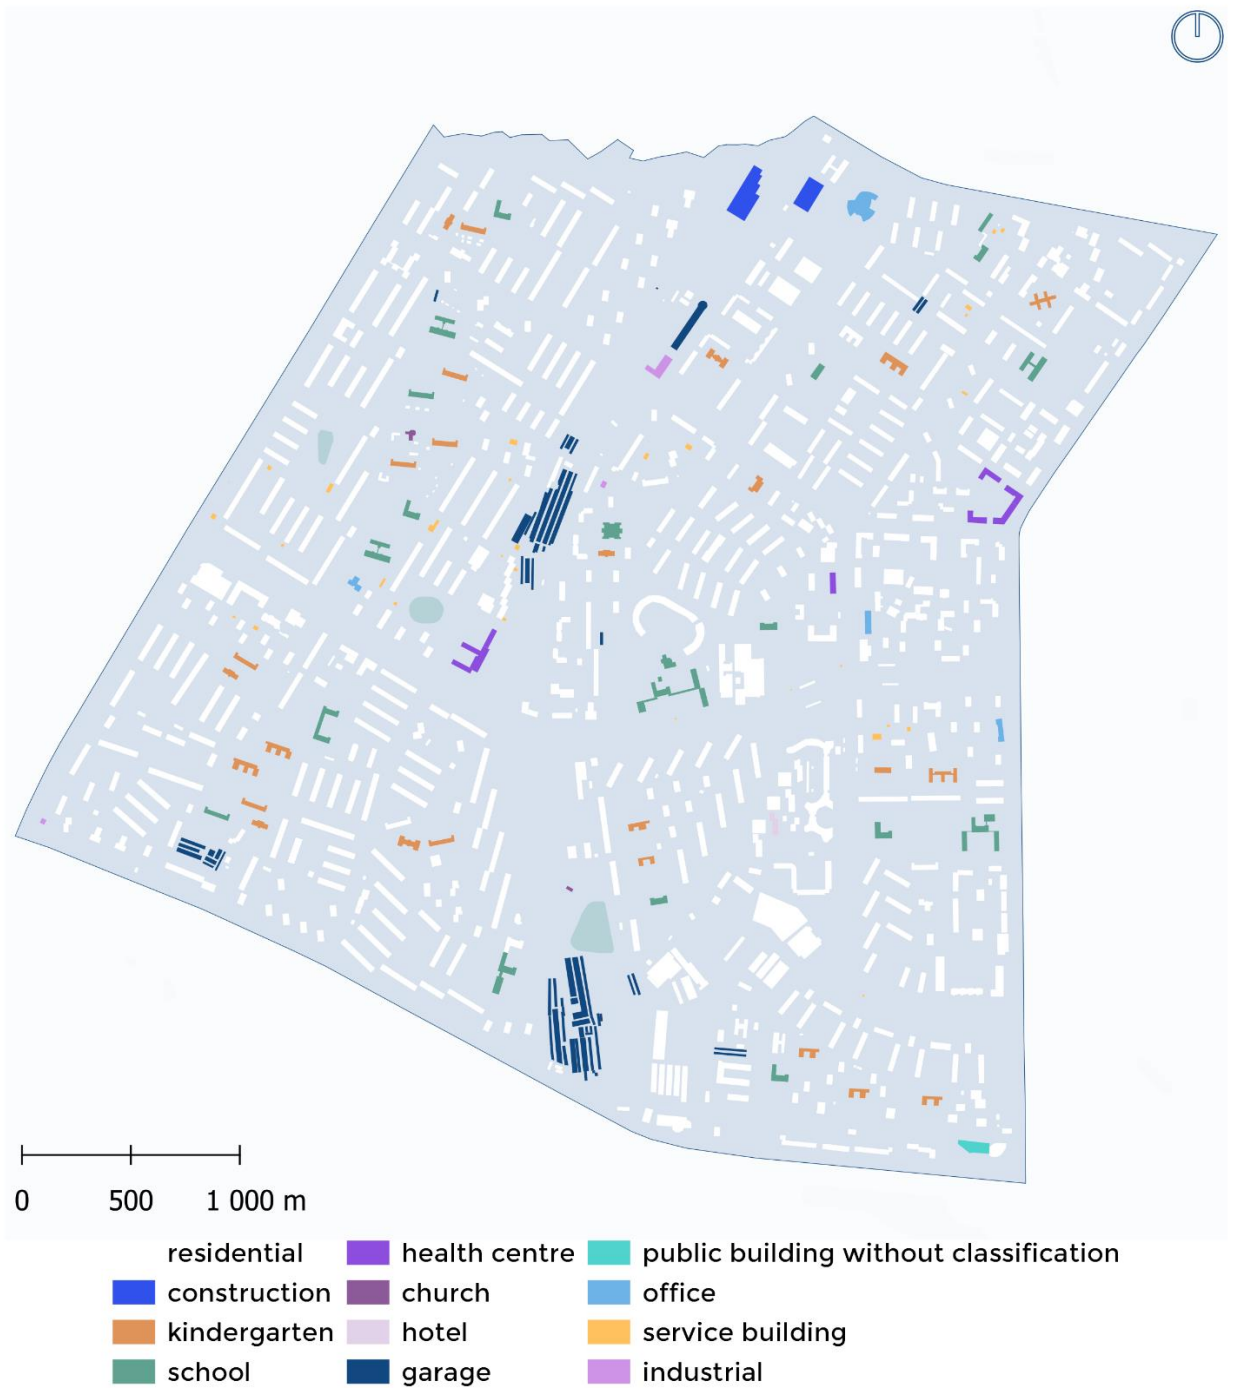 0 500 1 000 m
residential health centre public building without classification
construction church office
kindergarten hotel service building
school garage industrial